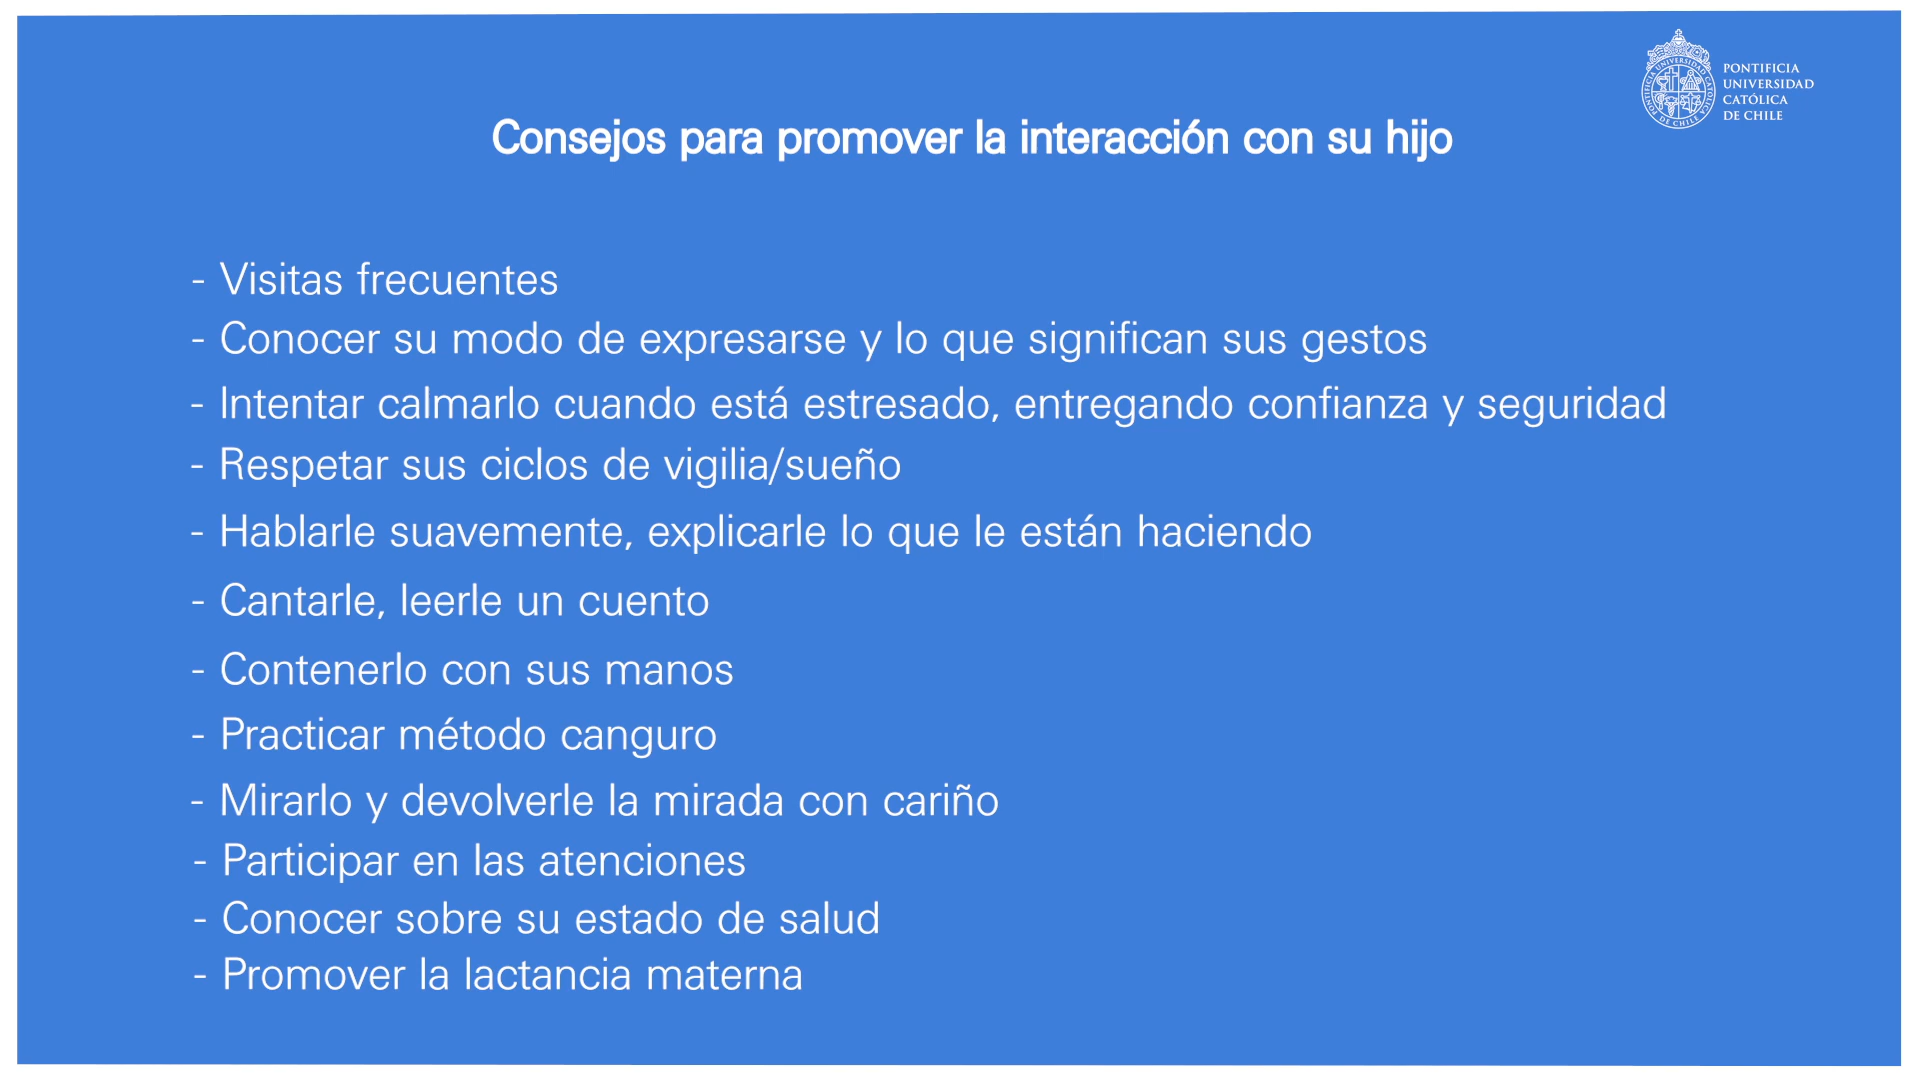 PONTIFICIA
UNIVERSIDAD
CATÓLICA
DE CHILE
Consejos para promover la interacción con su hijo
- Visitas frecuentes
- Conocer su modo de expresarse y lo que significan sus gestos
- Intentar calmarlo cuando está estresado, entregando confianza y seguridad
- Respetar sus ciclos de vigilia/sueño
- Hablarle suavemente, explicarle lo que le están haciendo
- Cantarle, leerle un cuento
- Contenerlo con sus manos
- Practicar método canguro
- Mirarlo y devolverle la mirada con cariño
- Participar en las atenciones
- Conocer sobre su estado de salud
- Promover la lactancia materna